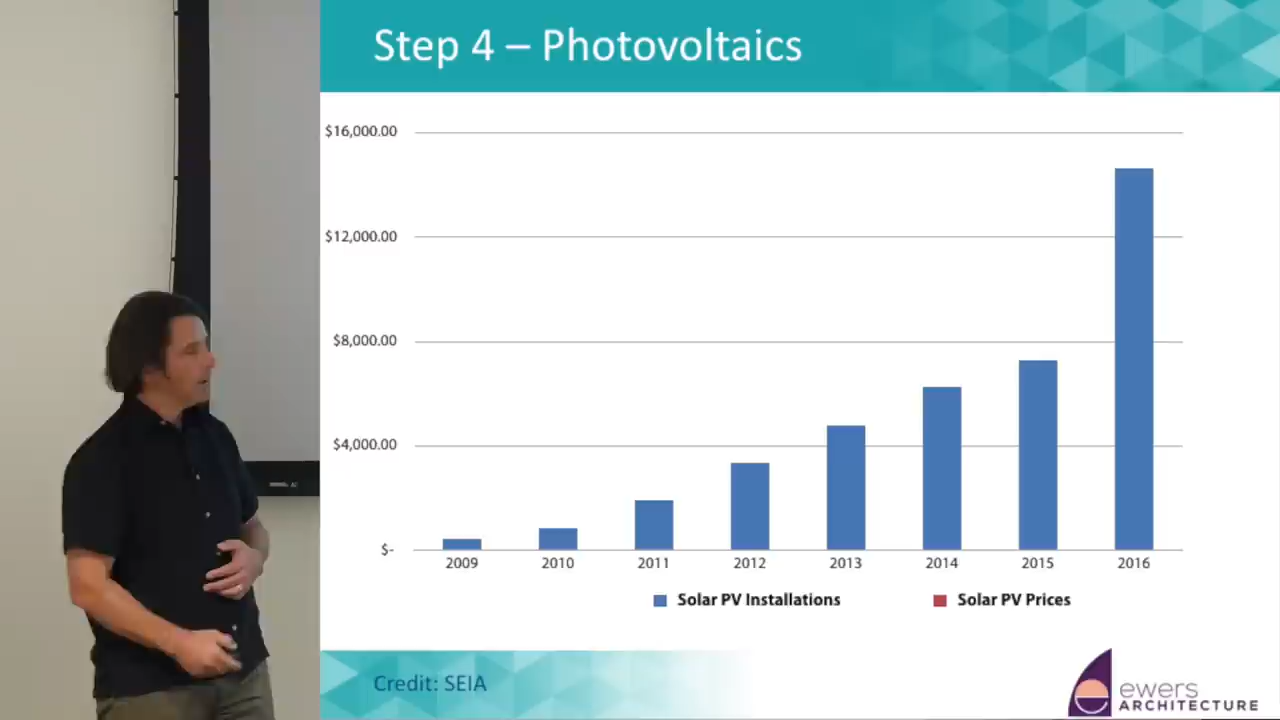 Step 4 – Photovoltaics
$16,000.00
$12,000.00
$8,000.00
$4,000.00
$-
2009 2010 2011 2012 2013 2014 2015 2016
Solar PV Installations Solar PV Prices
Credit: SEIA
ewers
ARCHITECTURE